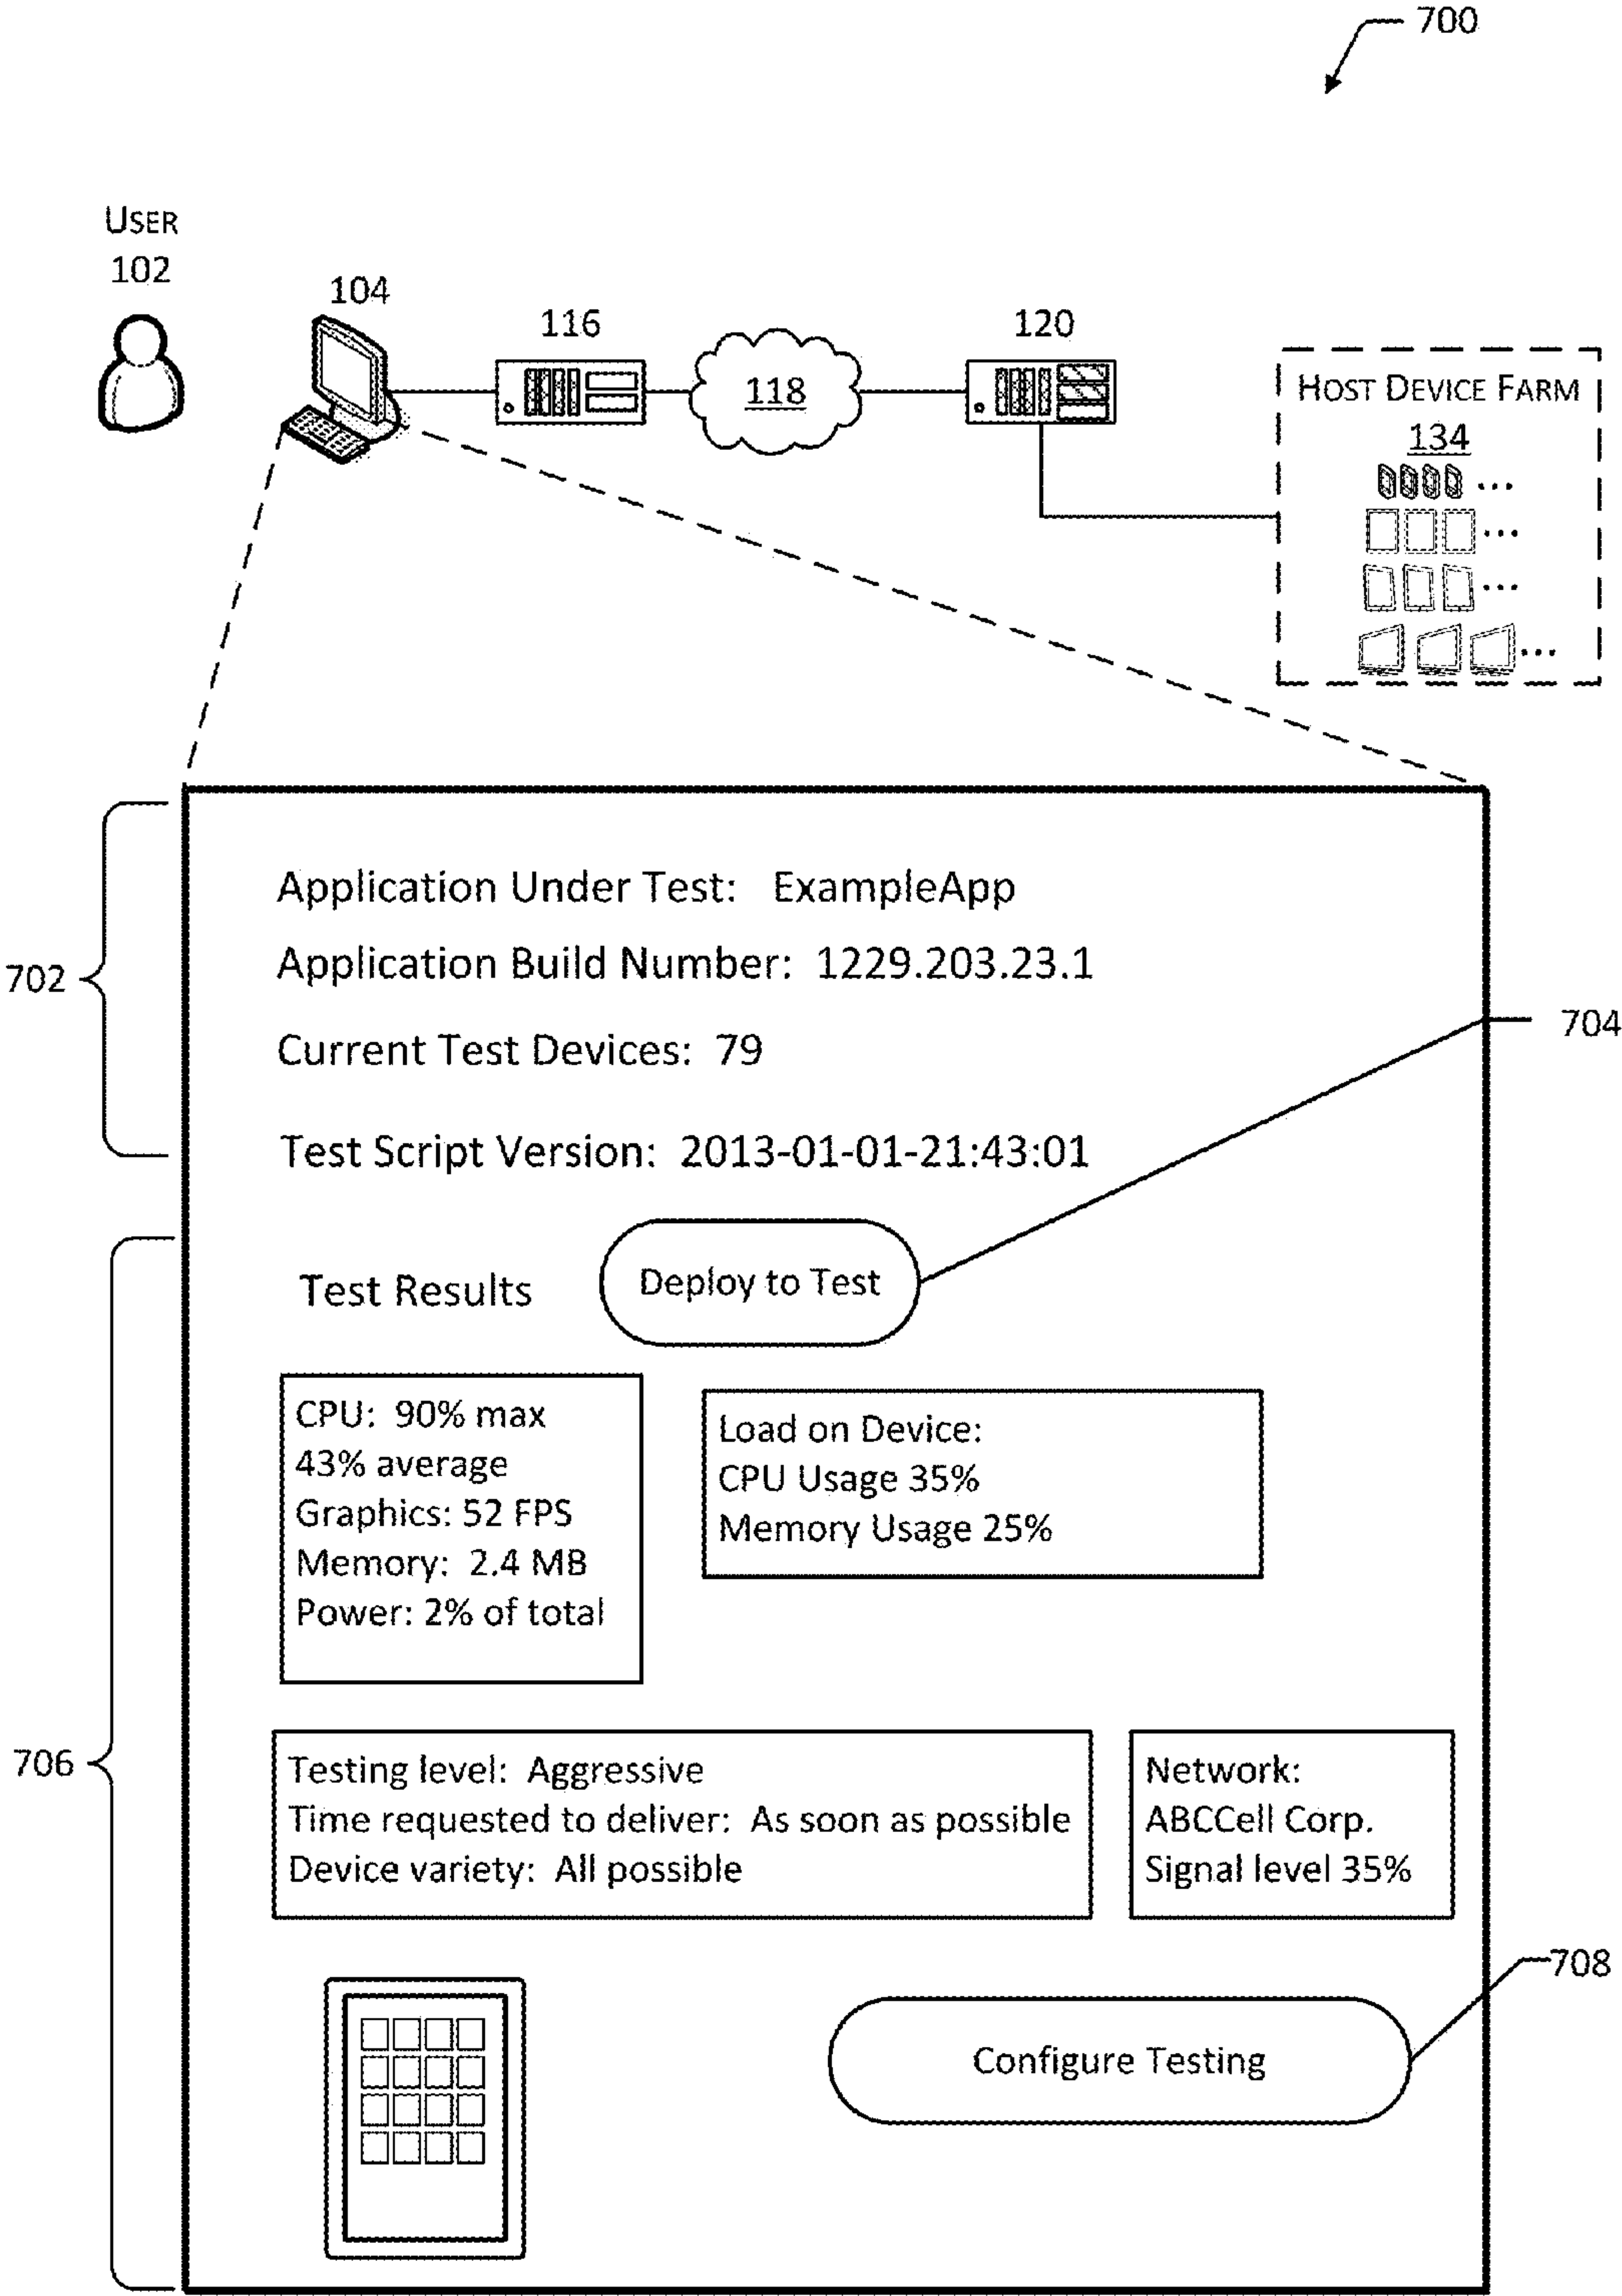 700
USER
102
104
116
118
120
HOST DEVICE FARM
134
...
...
...
...
702
Application Under Test: ExampleApp
Application Build Number: 1229.203.23.1
Current Test Devices: 79
Test Script Version: 2013-01-01-21:43:01
704
706
Test Results
Deploy to Test
CPU: 90% max
43% average
Graphics: 52 FPS
Memory: 2.4 MB
Power: 2% of total
Load on Device:
CPU Usage 35%
Memory Usage 25%
Testing level: Aggressive
Time requested to deliver: As soon as possible
Device variety: All possible
Network:
ABCCell Corp.
Signal level 35%
708
Configure Testing